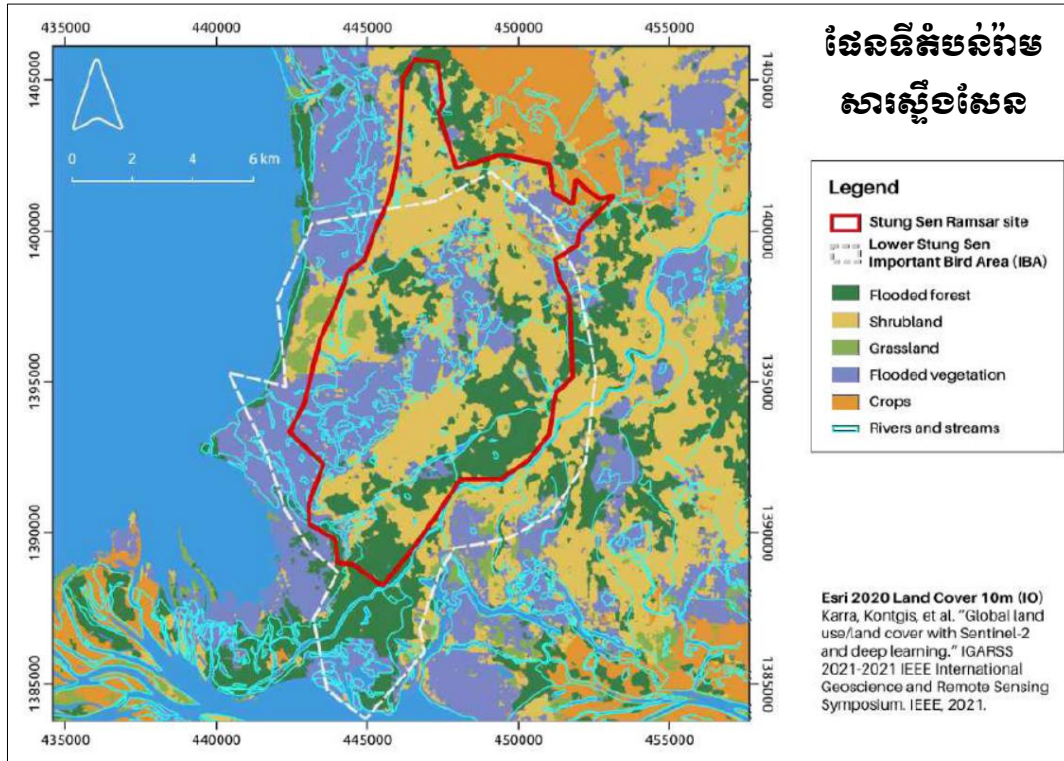 ផែនទីតំបន់រ៉ាម
សារស្ទឹងសែន
435000 440000 445000 450000 455000
1405000 1405000
0 2 4 6 km
1400000 1400000
1395000 1395000
1390000 1390000
1385000 1385000
435000 440000 445000 450000 455000
Legend
Stung Sen Ramsar site
Lower Stung Sen
Important Bird Area (IBA)
Flooded forest
Shrubland
Grassland
Flooded vegetation
Crops
Rivers and streams
Esri 2020 Land Cover 10m (IO)
Karra, Kontgis, et al. "Global land
use/land cover with Sentinel-2
and deep learning." IGARSS
2021-2021 IEEE International
Geoscience and Remote Sensing
Symposium. IEEE, 2021.